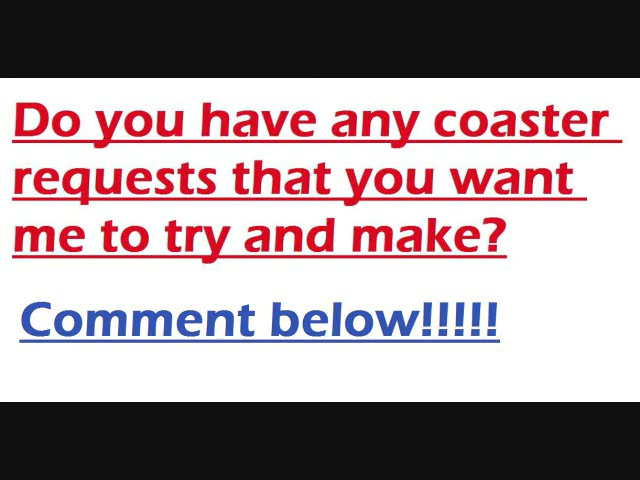 Do you have any coaster
requests that you want
me to try and make?
Comment below!!!!!